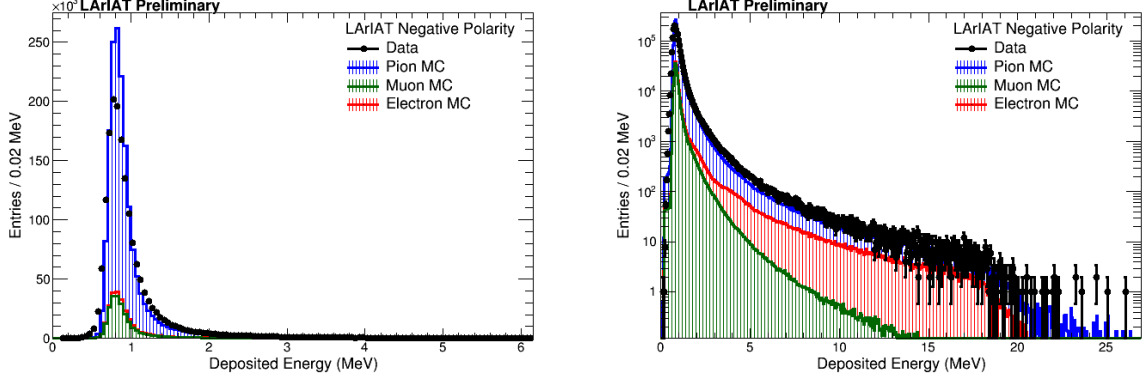 ×10³ LArIAT Preliminary
LArIAT Negative Polarity
Data
Pion MC
Muon MC
Electron MC
Entries / 0.02 MeV
250
200
150
100
50
0
0 1 2 3 4 5 6
Deposited Energy (MeV)
LArIAT Preliminary
LArIAT Negative Polarity
Data
Pion MC
Muon MC
Electron MC
Entries / 0.02 MeV
10⁵
10⁴
10³
10²
10
1
0 5 10 15 20 25
Deposited Energy (MeV)